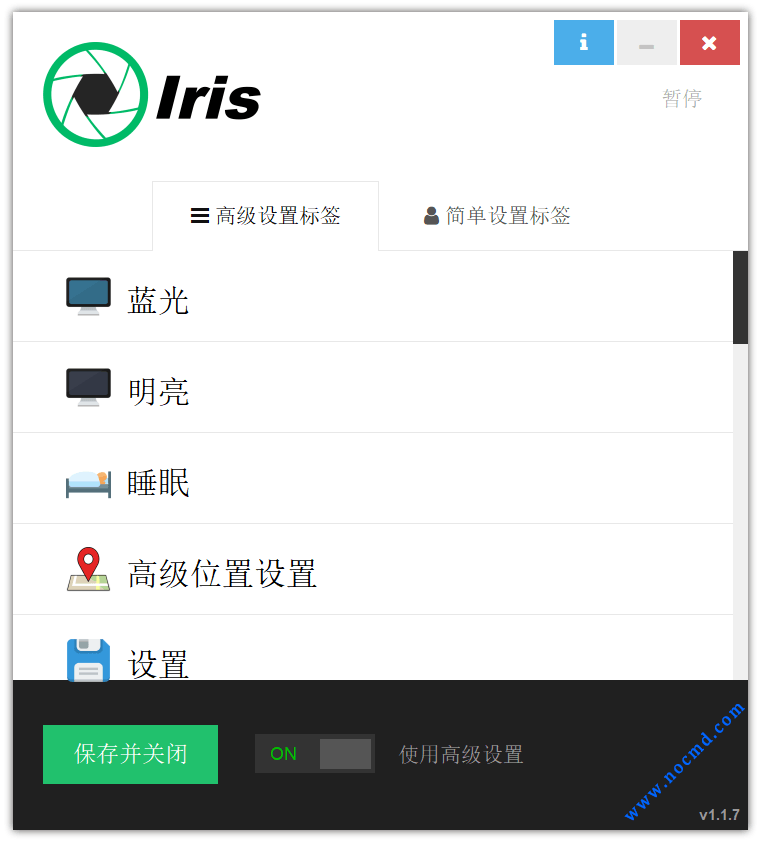 Iris
暂停
高级设置标签
简单设置标签
蓝光
明亮
睡眠
高级位置设置
设置
保存并关闭
ON
使用高级设置
www.nocmd.com
v1.1.7